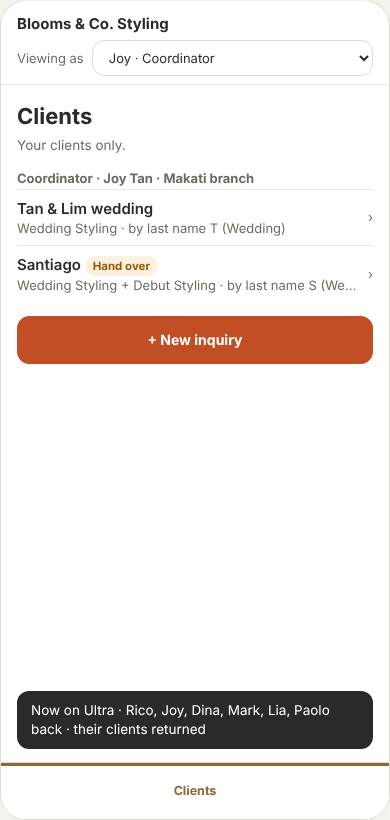 Blooms & Co. Styling
Viewing as
Joy · Coordinator
Clients
Your clients only.
Coordinator · Joy Tan · Makati branch
Tan & Lim wedding
Wedding Styling · by last name T (Wedding)
›
Santiago Hand over
Wedding Styling + Debut Styling · by last name S (We...
›
+ New inquiry
Now on Ultra · Rico, Joy, Dina, Mark, Lia, Paolo
back · their clients returned
Clients